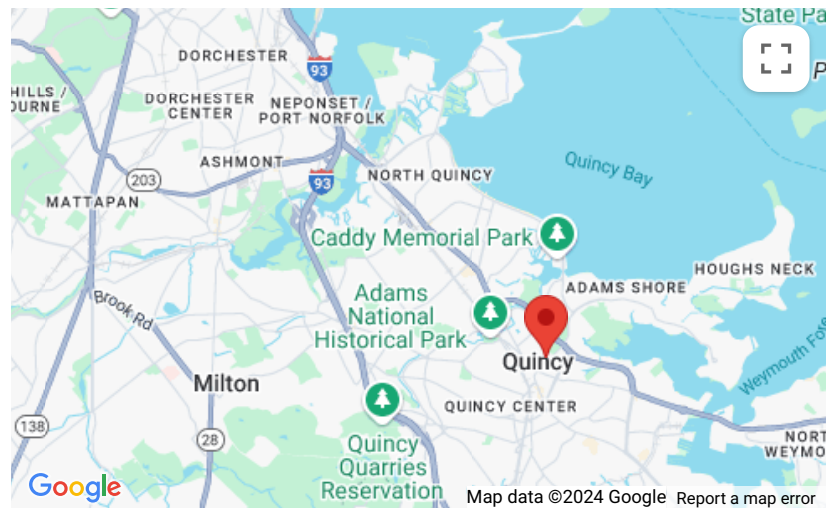 State Pa
DORCHESTER
93
P
HILLS /
OURNE
DORCHESTER
CENTER
NEPONSET /
PORT NORFOLK
ASHMONT
Quincy Bay
203
93
NORTH QUINCY
MATTAPAN
Caddy Memorial Park
HOUGHS NECK
ADAMS SHORE
Brook Rd
Adams
National
Historical Park
Weymouth Fore
Quincy
Milton
QUINCY CENTER
138
28
Quincy
Quarries
Reservation
NORT
WEYMO
Google
Map data ©2024 Google
Report a map error